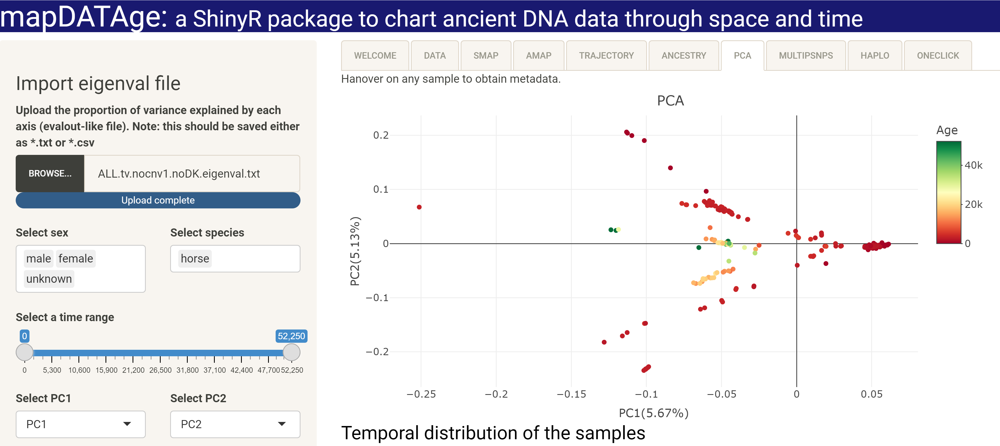 mapDATAge: a ShinyR package to chart ancient DNA data through space and time
WELCOME DATA SMAP AMAP TRAJECTORY ANCESTRY PCA MULTIPSNPS HAPLO ONECLICK
Import eigenval file
Upload the proportion of variance explained by each
axis (evalout-like file). Note: this should be saved either
as *.txt or *.csv
BROWSE... ALL.tv.nocnv1.noDK.eigenval.txt
Upload complete
Select sex
male female
unknown
Select species
horse
Select a time range
0 52,250
0 5,300 10,600 15,900 21,200 26,500 31,800 37,100 42,400 47,700 52,250
Select PC1
PC1
Select PC2
PC2
Hanover on any sample to obtain metadata.
PCA
PC2(5.13%)
0.2
0.1
0
−0.1
−0.2
−0.25 −0.2 −0.15 −0.1 −0.05 0 0.05
PC1(5.67%)
Age
40k
20k
0
Temporal distribution of the samples